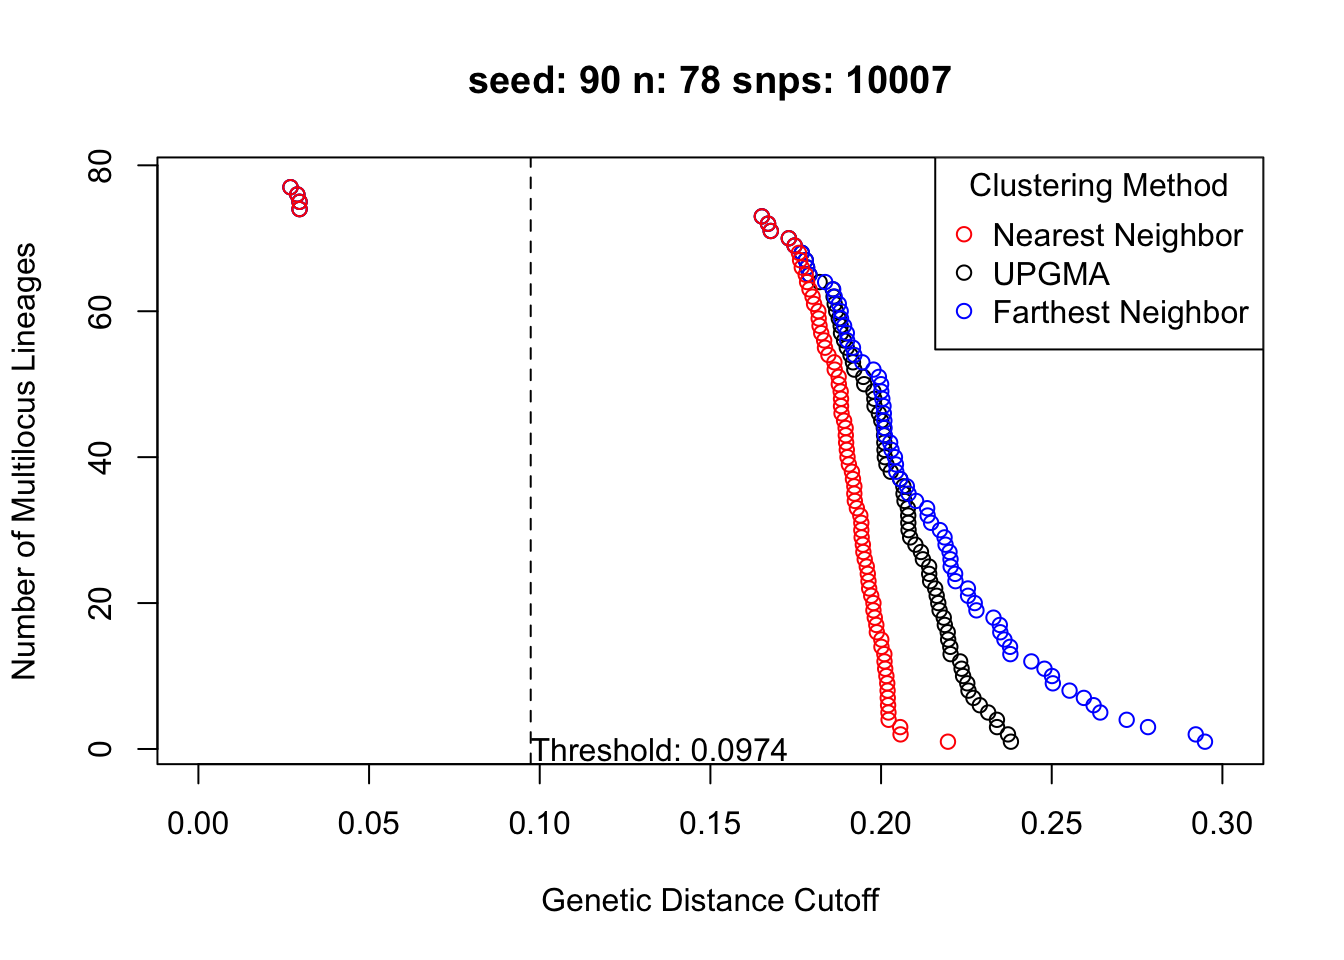 seed: 90 n: 78 snps: 10007
Clustering Method
Nearest Neighbor
UPGMA
Farthest Neighbor
Number of Multilocus Lineages
80
60
40
20
0
Threshold: 0.0974
0.00 0.05 0.10 0.15 0.20 0.25 0.30
Genetic Distance Cutoff